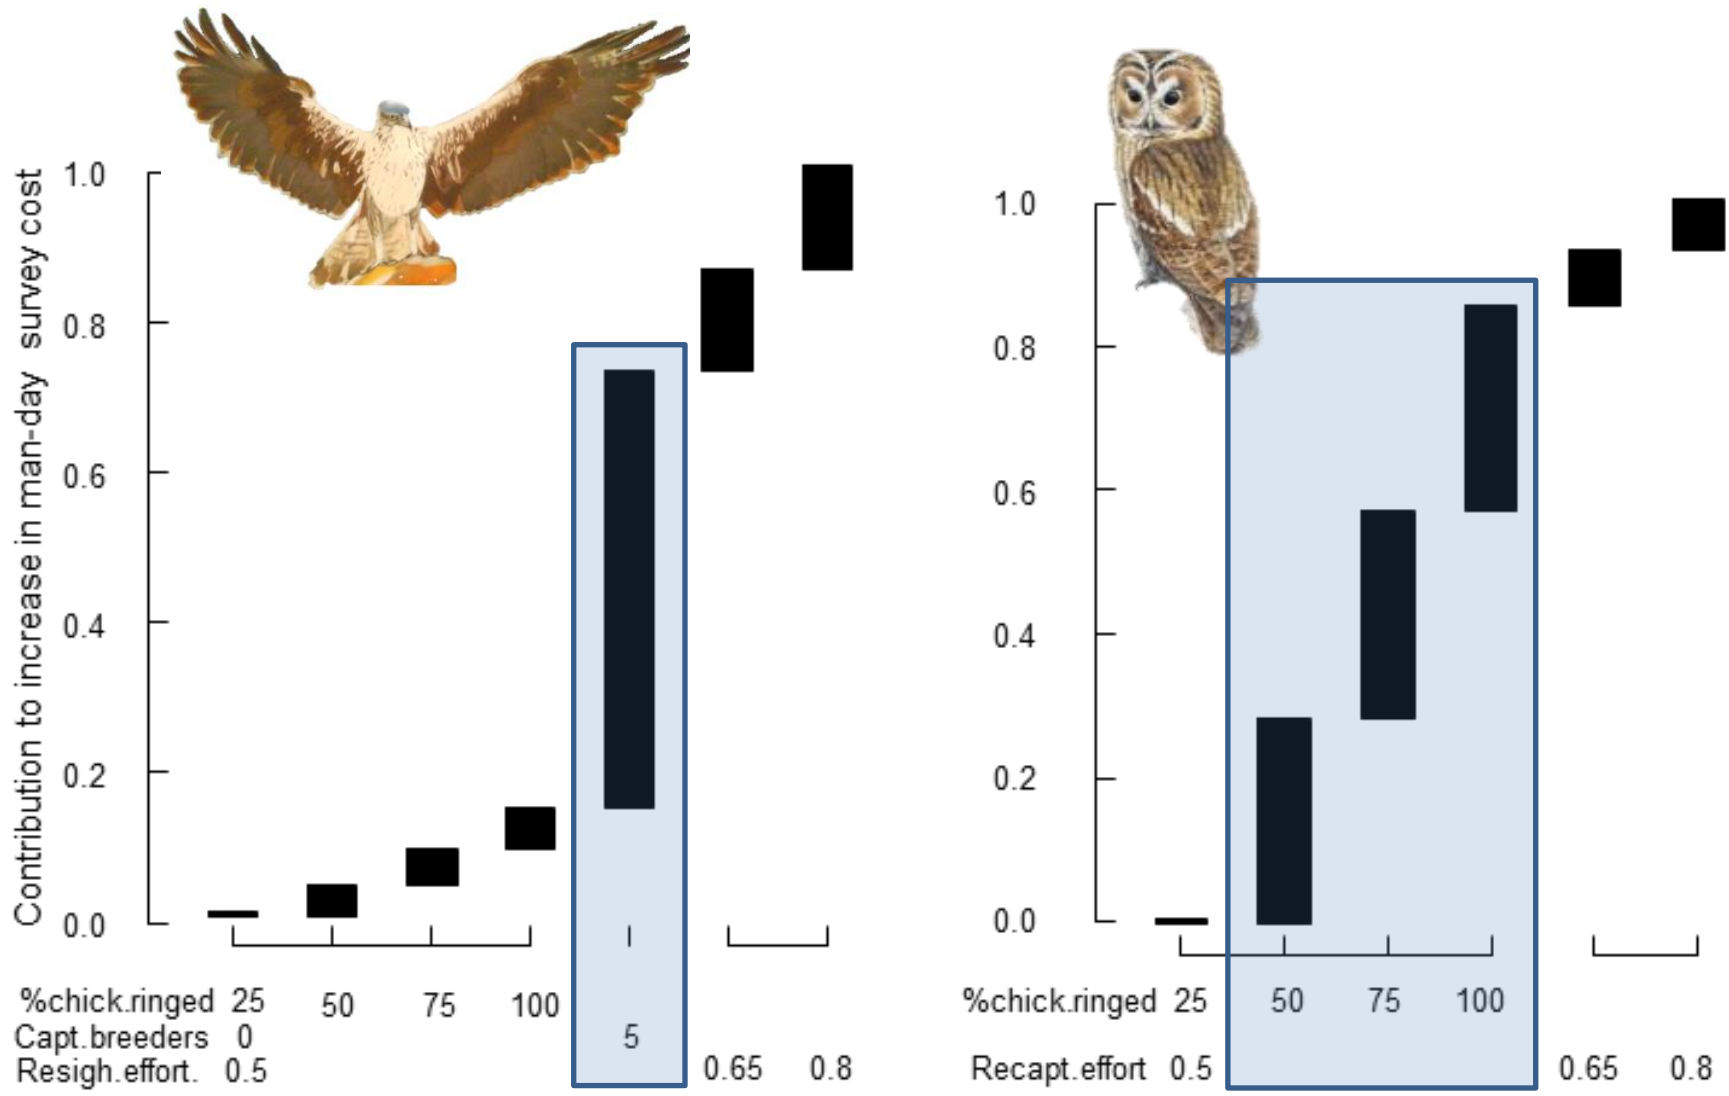 Contribution to increase in man-day survey cost
1.0
0.8
0.6
0.4
0.2
0.0
%chick.ringed 25 50 75 100
Capt.breeders 0 5
Resigh.effort. 0.5 0.65 0.8
1.0
0.8
0.6
0.4
0.2
0.0
%chick.ringed 25 50 75 100
Recapt.effort 0.5 0.65 0.8